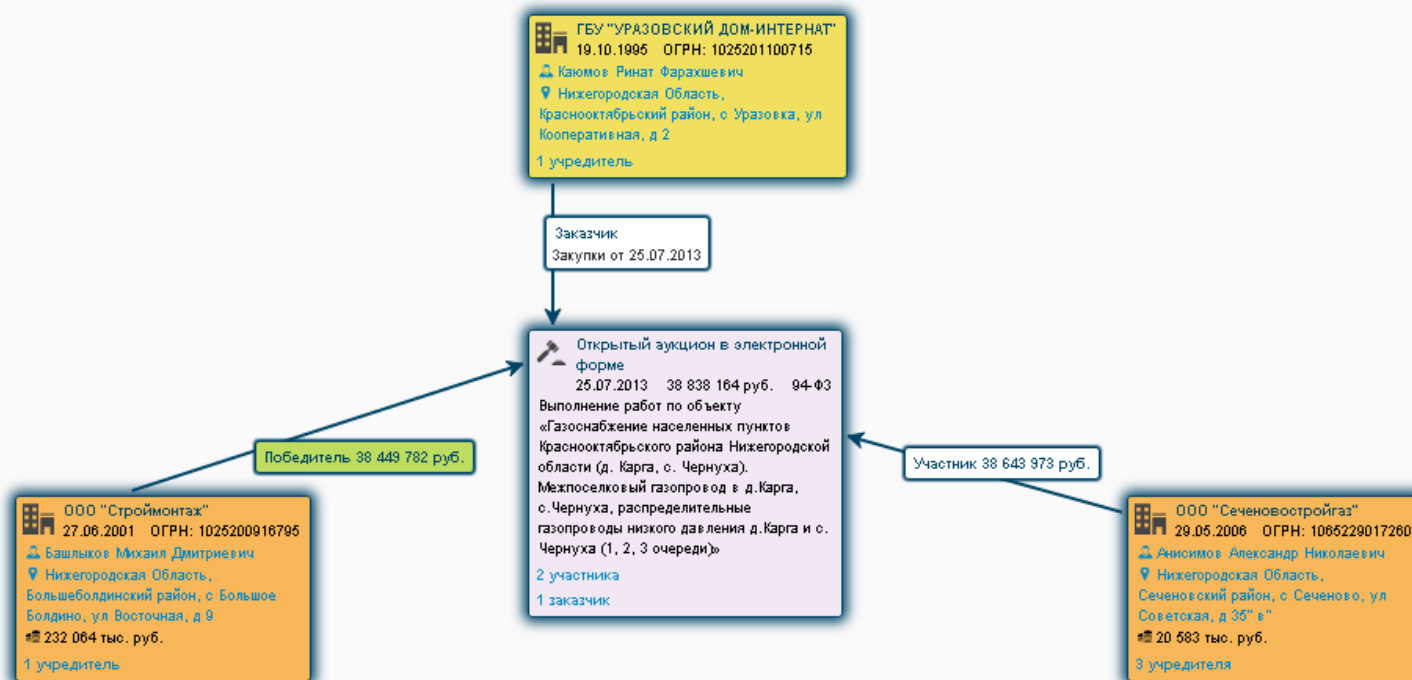 ГБУ "УРАЗОВСКИЙ ДОМ-ИНТЕРНАТ"
19.10.1995 ОГРН: 1025201100715
Каюмов Ринат Фарахшевич
Нижегородская Область,
Краснооктябрьский район, с Уразовка, ул
Кооперативная, д 2
1 учредитель
Заказчик
Закупки от 25.07.2013
Открытый аукцион в электронной
форме
25.07.2013 38 838 164 руб. 94-ФЗ
Выполнение работ по объекту
«Газоснабжение населенных пунктов
Краснооктябрьского района Нижегородской
области (д. Карга, с. Чернуха).
Межпоселковый газопровод в д.Карга,
с.Чернуха, распределительные
газопроводы низкого давления д.Карга и с.
Чернуха (1, 2, 3 очереди)»
2 участника
1 заказчик
Победитель 38 449 782 руб.
Участник 38 643 973 руб.
ООО "Строймонтаж"
27.06.2001 ОГРН: 1025200916795
Башлыков Михаил Дмитриевич
Нижегородская Область,
Большеболдинский район, с Большое
Болдино, ул Восточная, д 9
232 064 тыс. руб.
1 учредитель
ООО "Сеченовостройгаз"
29.05.2006 ОГРН: 1065229017260
Анисимов Александр Николаевич
Нижегородская Область,
Сеченовский район, с Сеченово, ул
Советская, д 35" в"
20 583 тыс. руб.
3 учредителя